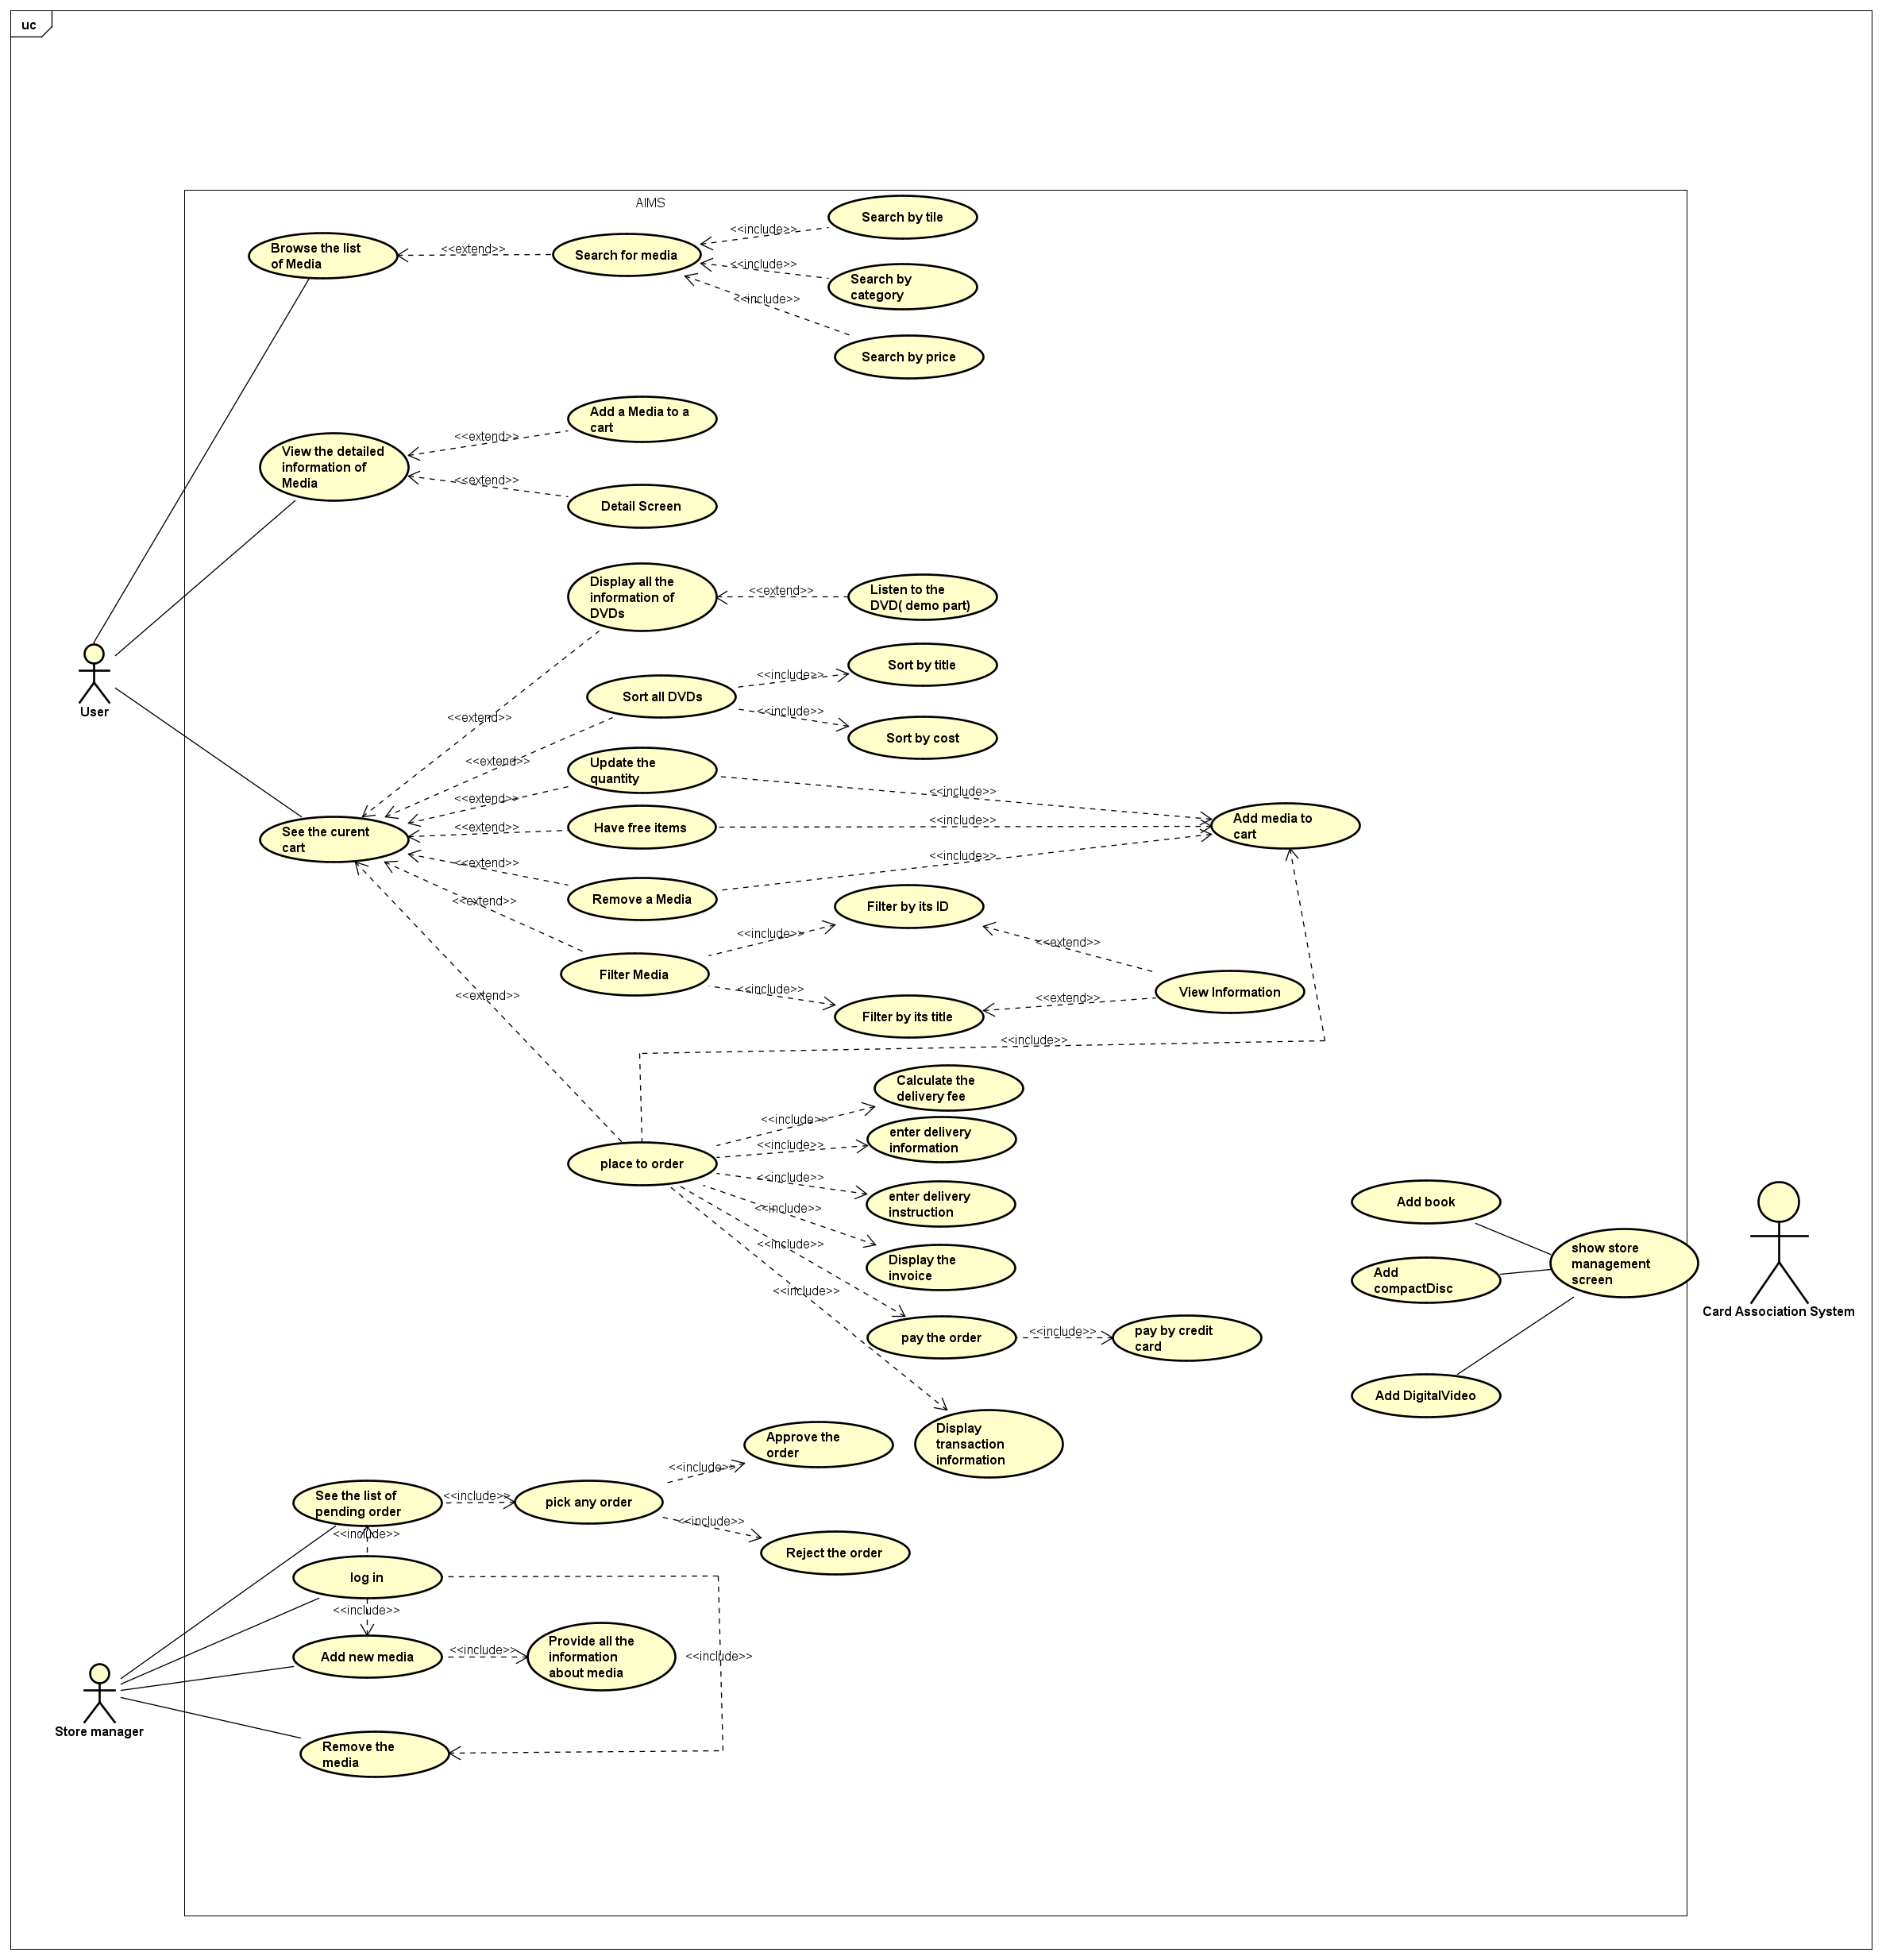 uc
AIMS
Search by tile
<<include>>
Browse the list
of Media
<<extend>>
Search for media
<<include>>
Search by
category
<<include>>
Search by price
Add a Media to a
cart
<<extend>>
View the detailed
information of
Media
<<extend>>
Detail Screen
Display all the
information of
DVDs
<<extend>>
Listen to the
DVD( demo part)
User
Sort by title
<<include>>
Sort all DVDs
<<include>>
Sort by cost
<<extend>>
<<extend>>
Update the
quantity
<<include>>
<<extend>>
Have free items
<<include>>
<<extend>>
Add media to
cart
See the curent
cart
<<include>>
<<extend>>
Remove a Media
<<extend>>
Filter by its ID
<<include>>
<<extend>>
Filter Media
<<include>>
View Information
<<extend>>
<<extend>>
Filter by its title
<<include>>
Calculate the
delivery fee
<<include>>
enter delivery
information
<<include>>
place to order
<<include>>
enter delivery
instruction
<<include>>
<<include>>
Display the
invoice
<<include>>
pay the order
<<include>>
pay by credit
card
Add book
show store
management
screen
Add
compactDisc
Card Association System
Add DigitalVideo
Display
transaction
information
Approve the
order
<<include>>
See the list of
pending order
<<include>>
pick any order
<<include>>
Reject the order
<<include>>
log in
<<include>>
Add new media
<<include>>
Provide all the
information
about media
<<include>>
Store manager
Remove the
media